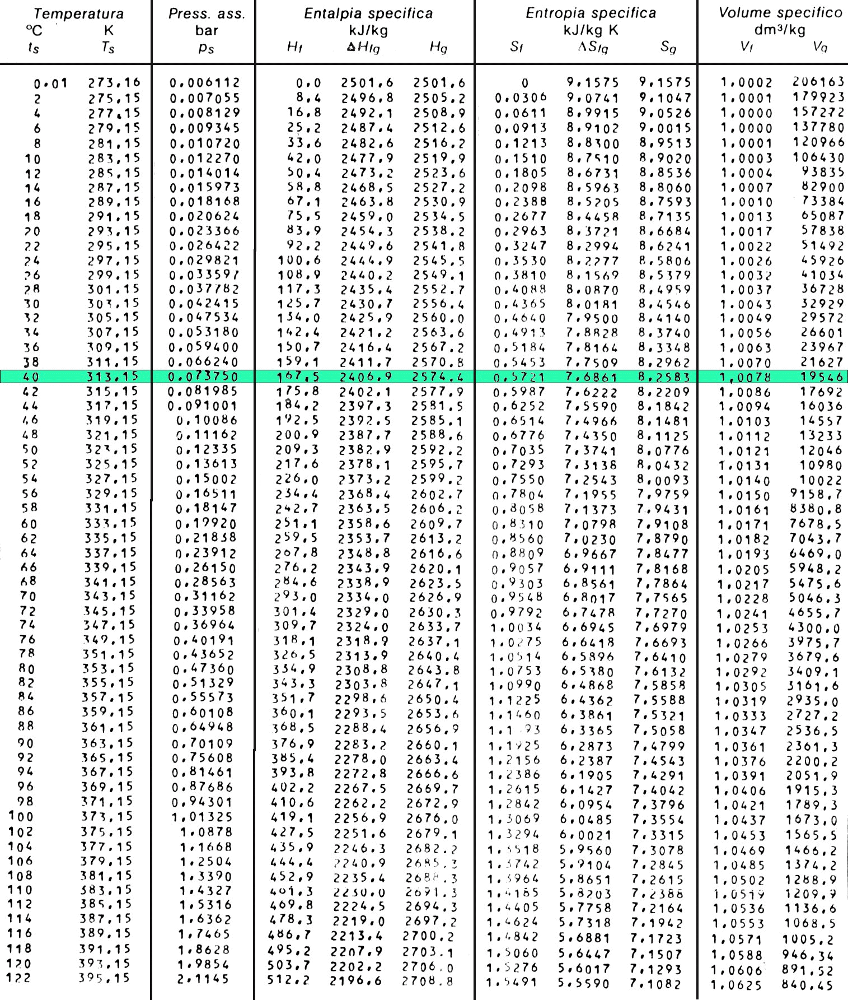 Temperatura Press. ass. Entalpia specifica Entropia specifica Volume specifico
°C K bar kJ/kg kJ/kg K dm³/kg
ts Ts ps Hf ΔHfg Hg Sf ΔSfg Sg Vf Vg
0.01 273.15 0.006112 0.0 2501.6 2501.6 0 9.1575 9.1575 1.0002 206163
2 275.15 0.007055 8.4 2496.8 2505.2 0.0306 9.0741 9.1047 1.0001 179923
4 277.15 0.008129 16.8 2492.1 2508.9 0.0611 8.9915 9.0526 1.0000 157272
6 279.15 0.009345 25.2 2487.4 2512.6 0.0913 8.9102 9.0015 1.0000 137780
8 281.15 0.010720 33.6 2482.6 2516.2 0.1213 8.8300 8.9513 1.0001 120966
10 283.15 0.012270 42.0 2477.9 2519.9 0.1510 8.7510 8.9020 1.0003 106430
12 285.15 0.014014 50.4 2473.2 2523.6 0.1805 8.6731 8.8536 1.0004 93835
14 287.15 0.015973 58.8 2468.5 2527.2 0.2098 8.5963 8.8060 1.0007 82900
16 289.15 0.018168 67.1 2463.8 2530.9 0.2388 8.5205 8.7593 1.0010 73384
18 291.15 0.020624 75.5 2459.0 2534.5 0.2677 8.4458 8.7135 1.0013 65087
20 293.15 0.023366 83.9 2454.3 2538.2 0.2963 8.3721 8.6684 1.0017 57838
22 295.15 0.026422 92.2 2449.6 2541.8 0.3247 8.2994 8.6241 1.0022 51492
24 297.15 0.029821 100.6 2444.9 2545.5 0.3530 8.2277 8.5806 1.0026 45926
26 299.15 0.033597 108.9 2440.2 2549.1 0.3810 8.1569 8.5379 1.0032 41034
28 301.15 0.037782 117.3 2435.4 2552.7 0.4088 8.0870 8.4959 1.0037 36728
30 303.15 0.042415 125.7 2430.7 2556.4 0.4365 8.0181 8.4546 1.0043 32929
32 305.15 0.047534 134.0 2425.9 2560.0 0.4640 7.9500 8.4140 1.0049 29572
34 307.15 0.053180 142.4 2421.2 2563.6 0.4913 7.8828 8.3740 1.0056 26601
36 309.15 0.059400 150.7 2416.4 2567.2 0.5184 7.8164 8.3348 1.0063 23967
38 311.15 0.066240 159.1 2411.7 2570.8 0.5453 7.7509 8.2962 1.0070 21627
40 313.15 0.073750 167.5 2406.9 2574.4 0.5721 7.6861 8.2583 1.0078 19546
42 315.15 0.081985 175.8 2402.1 2577.9 0.5987 7.6222 8.2209 1.0086 17692
44 317.15 0.091001 184.2 2397.3 2581.5 0.6252 7.5590 8.1842 1.0094 16036
46 319.15 0.10086 192.5 2392.5 2585.1 0.6514 7.4966 8.1481 1.0103 14557
48 321.15 0.11162 200.9 2387.7 2588.6 0.6776 7.4350 8.1125 1.0112 13233
50 323.15 0.12335 209.3 2382.9 2592.2 0.7035 7.3741 8.0776 1.0121 12046
52 325.15 0.13613 217.6 2378.1 2595.7 0.7293 7.3138 8.0432 1.0131 10980
54 327.15 0.15002 226.0 2373.2 2599.2 0.7550 7.2543 8.0093 1.0140 10022
56 329.15 0.16511 234.4 2368.4 2602.7 0.7804 7.1955 7.9759 1.0150 9158.7
58 331.15 0.18147 242.7 2363.5 2606.2 0.8058 7.1373 7.9431 1.0161 8380.8
60 333.15 0.19920 251.1 2358.6 2609.7 0.8310 7.0798 7.9108 1.0171 7678.5
62 335.15 0.21838 259.5 2353.7 2613.2 0.8560 7.0230 7.8790 1.0182 7043.7
64 337.15 0.23912 267.8 2348.8 2616.6 0.8809 6.9667 7.8477 1.0193 6469.0
66 339.15 0.26150 276.2 2343.9 2620.1 0.9057 6.9111 7.8168 1.0205 5948.2
68 341.15 0.28563 284.6 2338.9 2623.5 0.9303 6.8561 7.7864 1.0217 5475.6
70 343.15 0.31162 293.0 2334.0 2626.9 0.9548 6.8017 7.7565 1.0228 5046.3
72 345.15 0.33958 301.4 2329.0 2630.3 0.9792 6.7478 7.7270 1.0241 4655.7
74 347.15 0.36964 309.7 2324.0 2633.7 1.0034 6.6945 7.6979 1.0253 4300.0
76 349.15 0.40191 318.1 2318.9 2637.1 1.0275 6.6418 7.6693 1.0266 3975.7
78 351.15 0.43652 326.5 2313.9 2640.4 1.0514 6.5896 7.6410 1.0279 3679.6
80 353.15 0.47360 334.9 2308.8 2643.8 1.0753 6.5380 7.6132 1.0292 3409.1
82 355.15 0.51329 343.3 2303.8 2647.1 1.0990 6.4868 7.5858 1.0305 3161.6
84 357.15 0.55573 351.7 2298.6 2650.4 1.1225 6.4362 7.5588 1.0319 2935.0
86 359.15 0.60108 360.1 2293.5 2653.6 1.1460 6.3861 7.5321 1.0333 2727.2
88 361.15 0.64948 368.5 2288.4 2656.9 6.3365 7.5058 1.0347 2536.5
90 363.15 0.70109 376.9 2283.2 2660.1 1.1925 6.2873 7.4799 1.0361 2361.3
92 365.15 0.75608 385.4 2278.0 2663.4 1.2156 6.2387 7.4543 1.0376 2200.2
94 367.15 0.81461 393.8 2272.8 2666.6 1.2386 6.1905 7.4291 1.0391 2051.9
96 369.15 0.87686 402.2 2267.5 2669.7 1.2615 6.1427 7.4042 1.0406 1915.3
98 371.15 0.94301 410.6 2262.2 2672.9 1.2842 6.0954 7.3796 1.0421 1789.3
100 373.15 1.01325 419.1 2256.9 2676.0 1.3069 6.0485 7.3554 1.0437 1673.0
102 375.15 1.0878 427.5 2251.6 2679.1 1.3294 6.0021 7.3315 1.0453 1565.5
104 377.15 1.1668 435.9 2246.3 2682.2 1.3518 5.9560 7.3078 1.0469 1466.2
106 379.15 1.2504 444.4 2240.9 2685.3 1.3742 5.9104 7.2845 1.0485 1374.2
108 381.15 1.3390 452.9 2235.4 2688.3 1.3964 5.8651 7.2615 1.0502 1288.9
110 383.15 1.4327 461.3 2230.0 2691.3 1.4185 5.8203 7.2388 1.0519 1209.9
112 385.15 1.5316 469.8 2224.5 2694.3 1.4405 5.7758 7.2164 1.0536 1136.6
114 387.15 1.6362 478.3 2219.0 2697.2 1.4624 5.7318 7.1942 1.0553 1068.5
116 389.15 1.7465 486.7 2213.4 2700.2 1.4842 5.6881 7.1723 1.0571 1005.2
118 391.15 1.8628 495.2 2207.9 2703.1 1.5060 5.6447 7.1507 1.0588 946.34
120 393.15 1.9854 503.7 2202.2 2706.0 1.5276 5.6017 7.1293 1.0606 891.52
122 395.15 2.1145 512.2 2196.6 2708.8 1.5491 5.5590 7.1082 1.0625 840.45